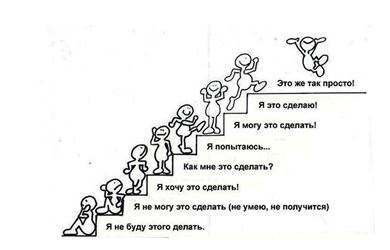 Это же так просто!
Я это сделаю!
Я могу это сделать!
Я попытаюсь...
Как мне это сделать?
Я хочу это сделать!
Я не могу это сделать (не умею, не получится)
Я не буду этого делать.